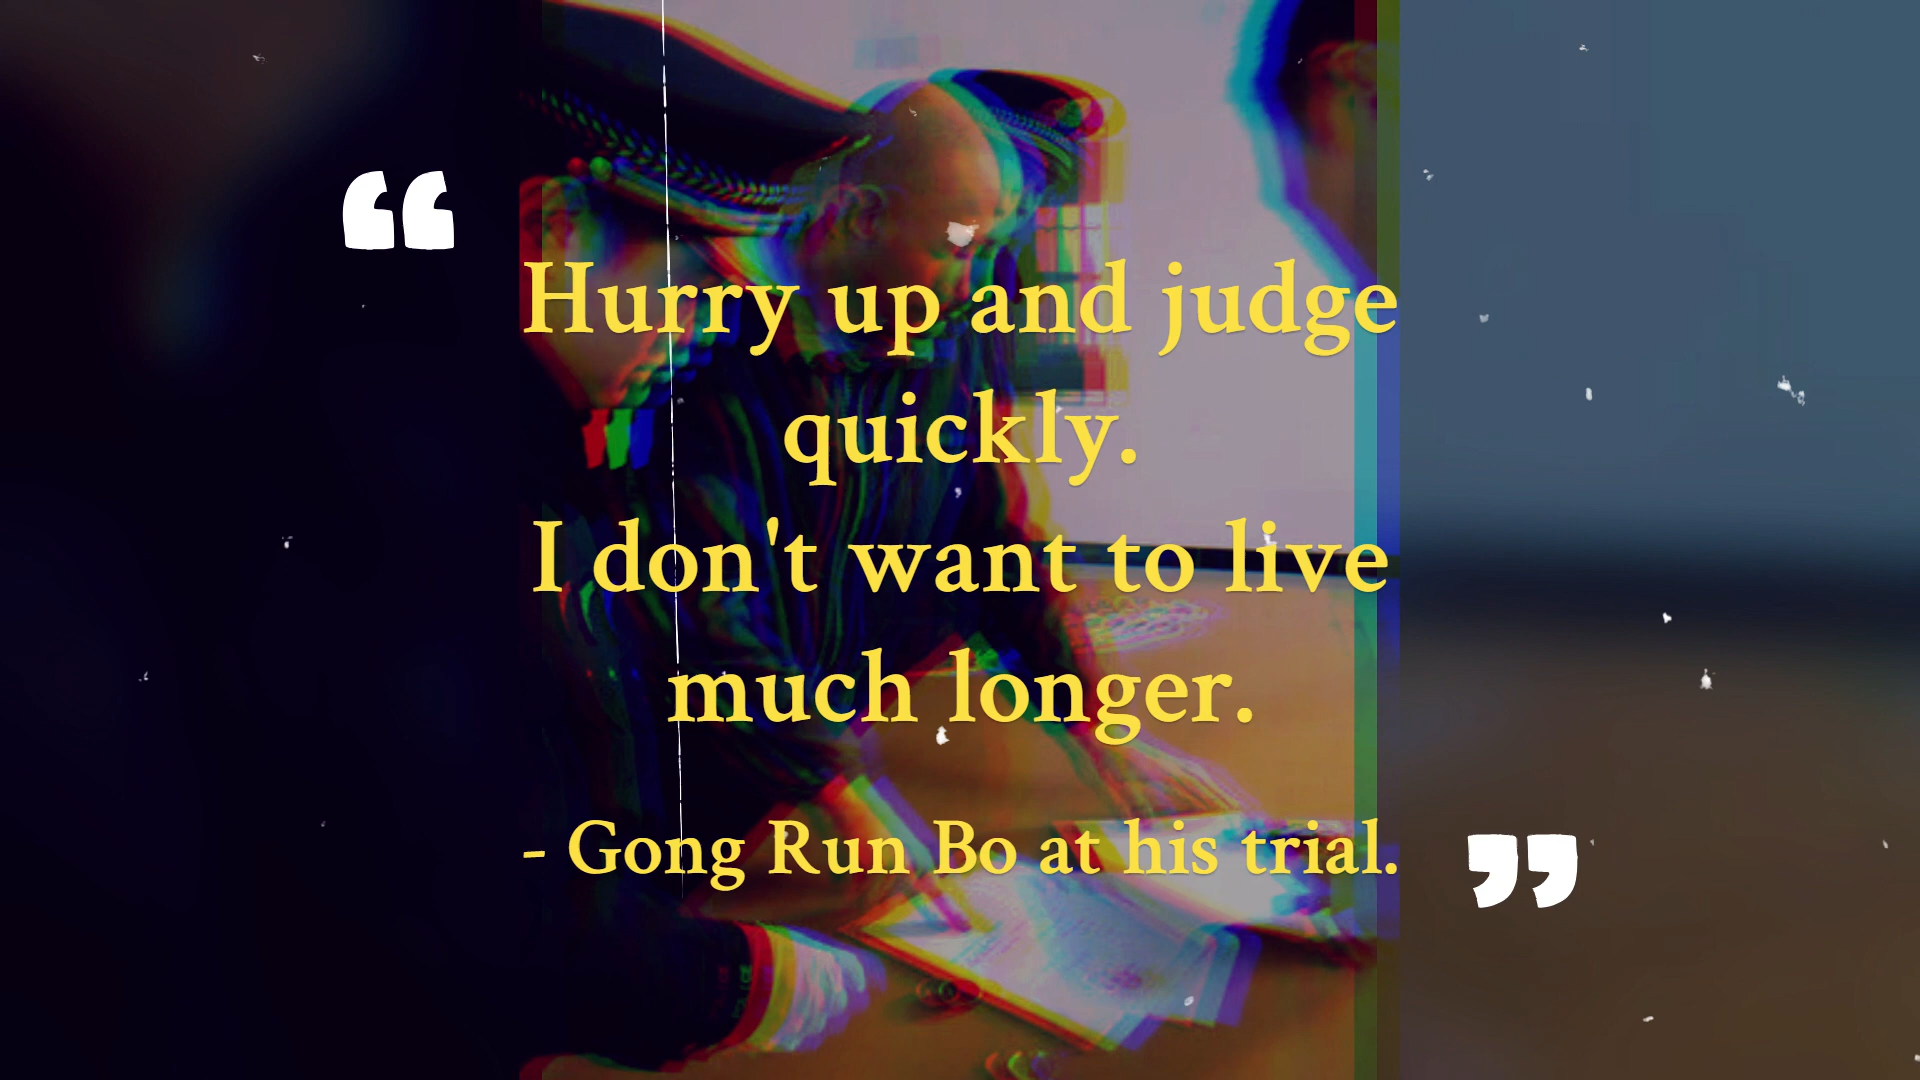 “
Hurry up and judge
quickly.
I don't want to live
much longer.
- Gong Run Bo at his trial.
”